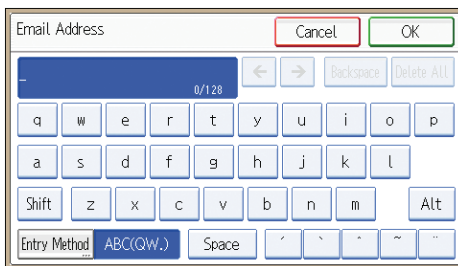 Email Address Cancel OK
_ 0/128 ← → Backspace Delete All
q w e r t y u i o p
a s d f g h j k l
Shift z x c v b n m Alt
Entry Method ABC(QW.) Space ´ ` ^ ~ ¨